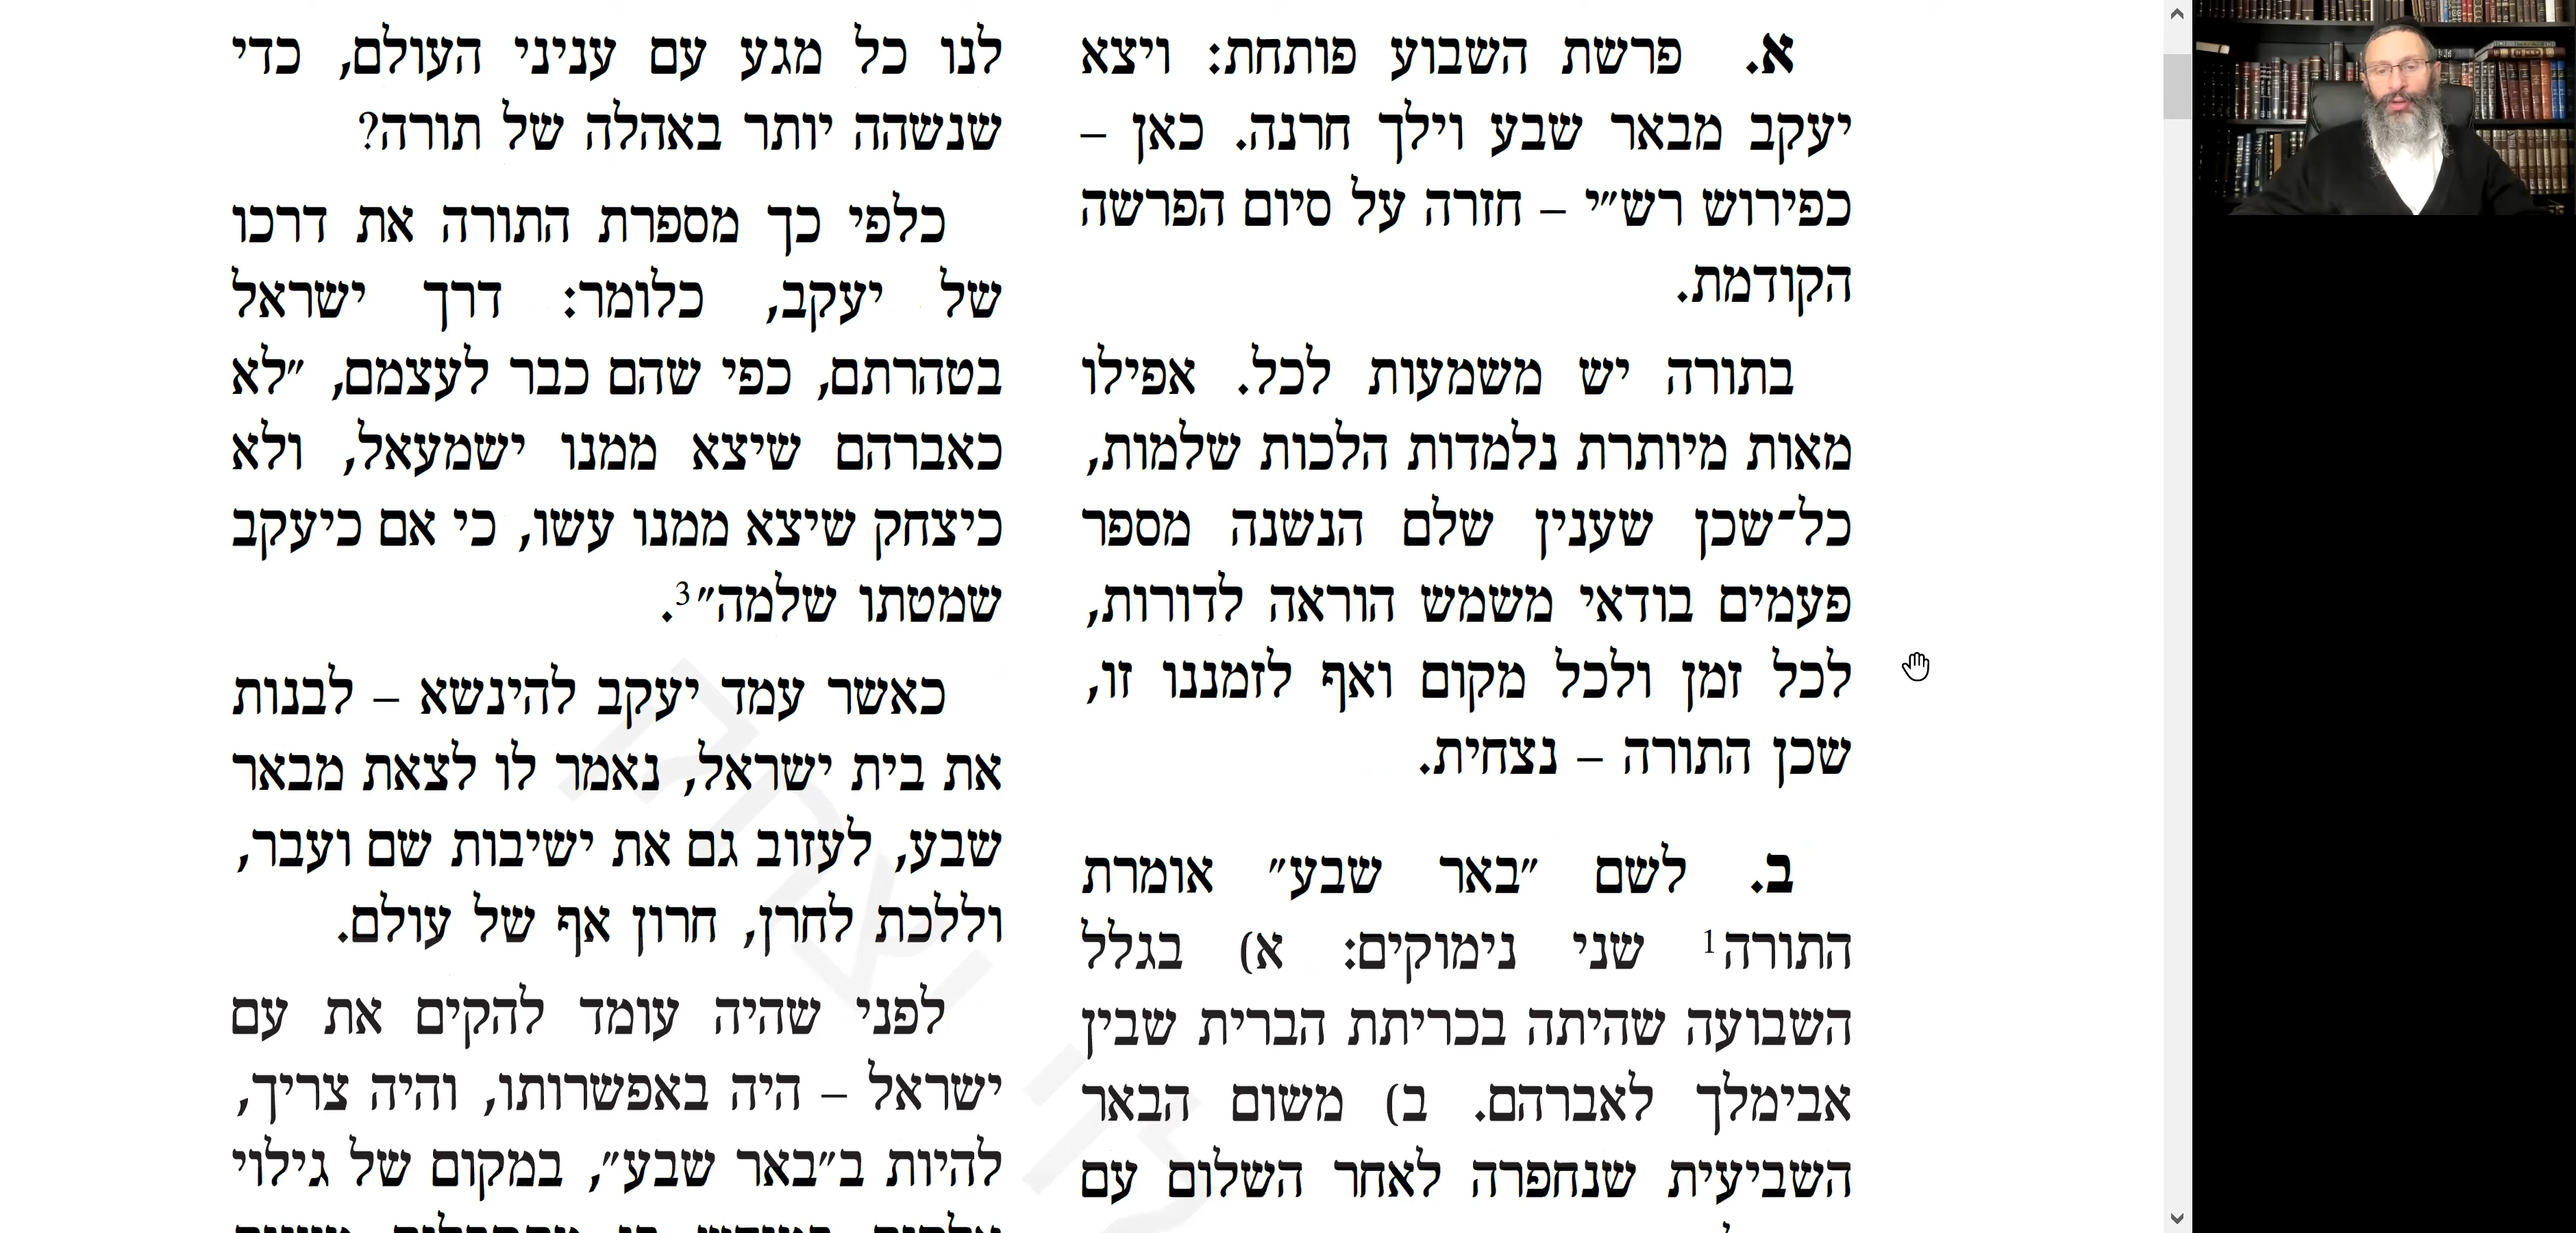 א. פרשת השבוע פותחת: ויצא
יעקב מבאר שבע וילך חרנה. כאן –
כפירוש רש״י – חזרה על סיום הפרשה
הקודמת.
בתורה יש משמעות לכל. אפילו
מאות מיותרת נלמדות הלכות שלמות,
כל־שכן שענין שלם הנשנה מספר
פעמים בודאי משמש הוראה לדורות,
לכל זמן ולכל מקום ואף לזמננו זו,
שכן התורה – נצחית.
ב. לשם ״באר שבע״ אומרת
התורה1 שני נימוקים: א) בגלל
השבועה שהיתה בכריתת הברית שבין
אבימלך לאברהם. ב) משום הבאר
השביעית שנחפרה לאחר השלום עם
לנו כל מגע עם עניני העולם, כדי
שנשהה יותר באהלה של תורה?
כלפי כך מספרת התורה את דרכו
של יעקב, כלומר: דרך ישראל
בטהרתם, כפי שהם כבר לעצמם, ״לא
כאברהם שיצא ממנו ישמעאל, ולא
כיצחק שיצא ממנו עשו, כי אם כיעקב
שמטתו שלמה״3.
כאשר עמד יעקב להינשא – לבנות
את בית ישראל, נאמר לו לצאת מבאר
שבע, לעזוב גם את ישיבות שם ועבר,
וללכת לחרן, חרון אף של עולם.
לפני שהיה עומד להקים את עם
ישראל – היה באפשרותו, והיה צריך,
להיות ב״באר שבע״, במקום של גילוי